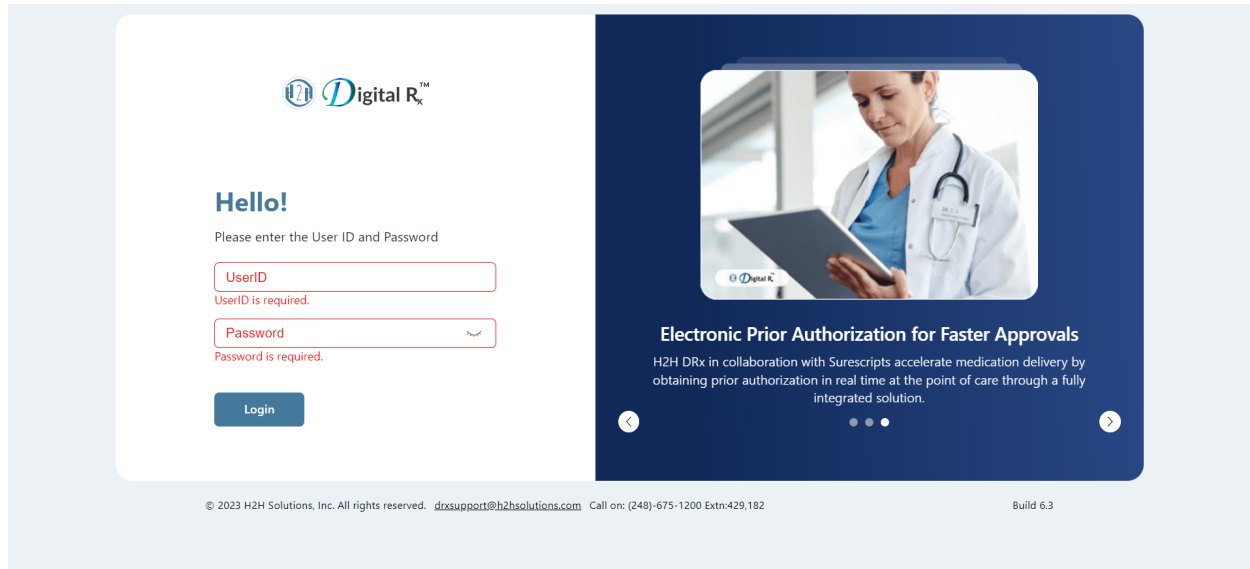 H2H Digital Rx™
Hello!
Please enter the User ID and Password
UserID
UserID is required.
Password
Password is required.
Login
Digital Rx
Electronic Prior Authorization for Faster Approvals
H2H DRx in collaboration with Surescripts accelerate medication delivery by
obtaining prior authorization in real time at the point of care through a fully
integrated solution.
© 2023 H2H Solutions, Inc. All rights reserved. drxsupport@h2hsolutions.com Call on: (248)-675-1200 Extn:429,182
Build 6.3